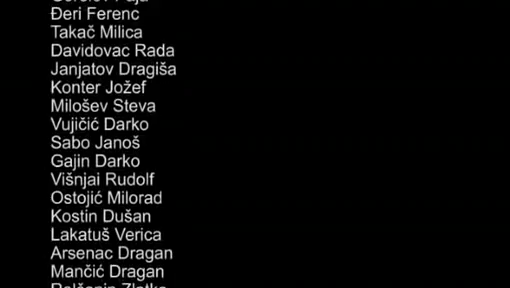 Đeri Ferenc
Takač Milica
Davidovac Rada
Janjatov Dragiša
Konter Jožef
Milošev Steva
Vujičić Darko
Sabo Janoš
Gajin Darko
Višnjai Rudolf
Ostojić Milorad
Kostin Dušan
Lakatuš Verica
Arsenac Dragan
Mančić Dragan